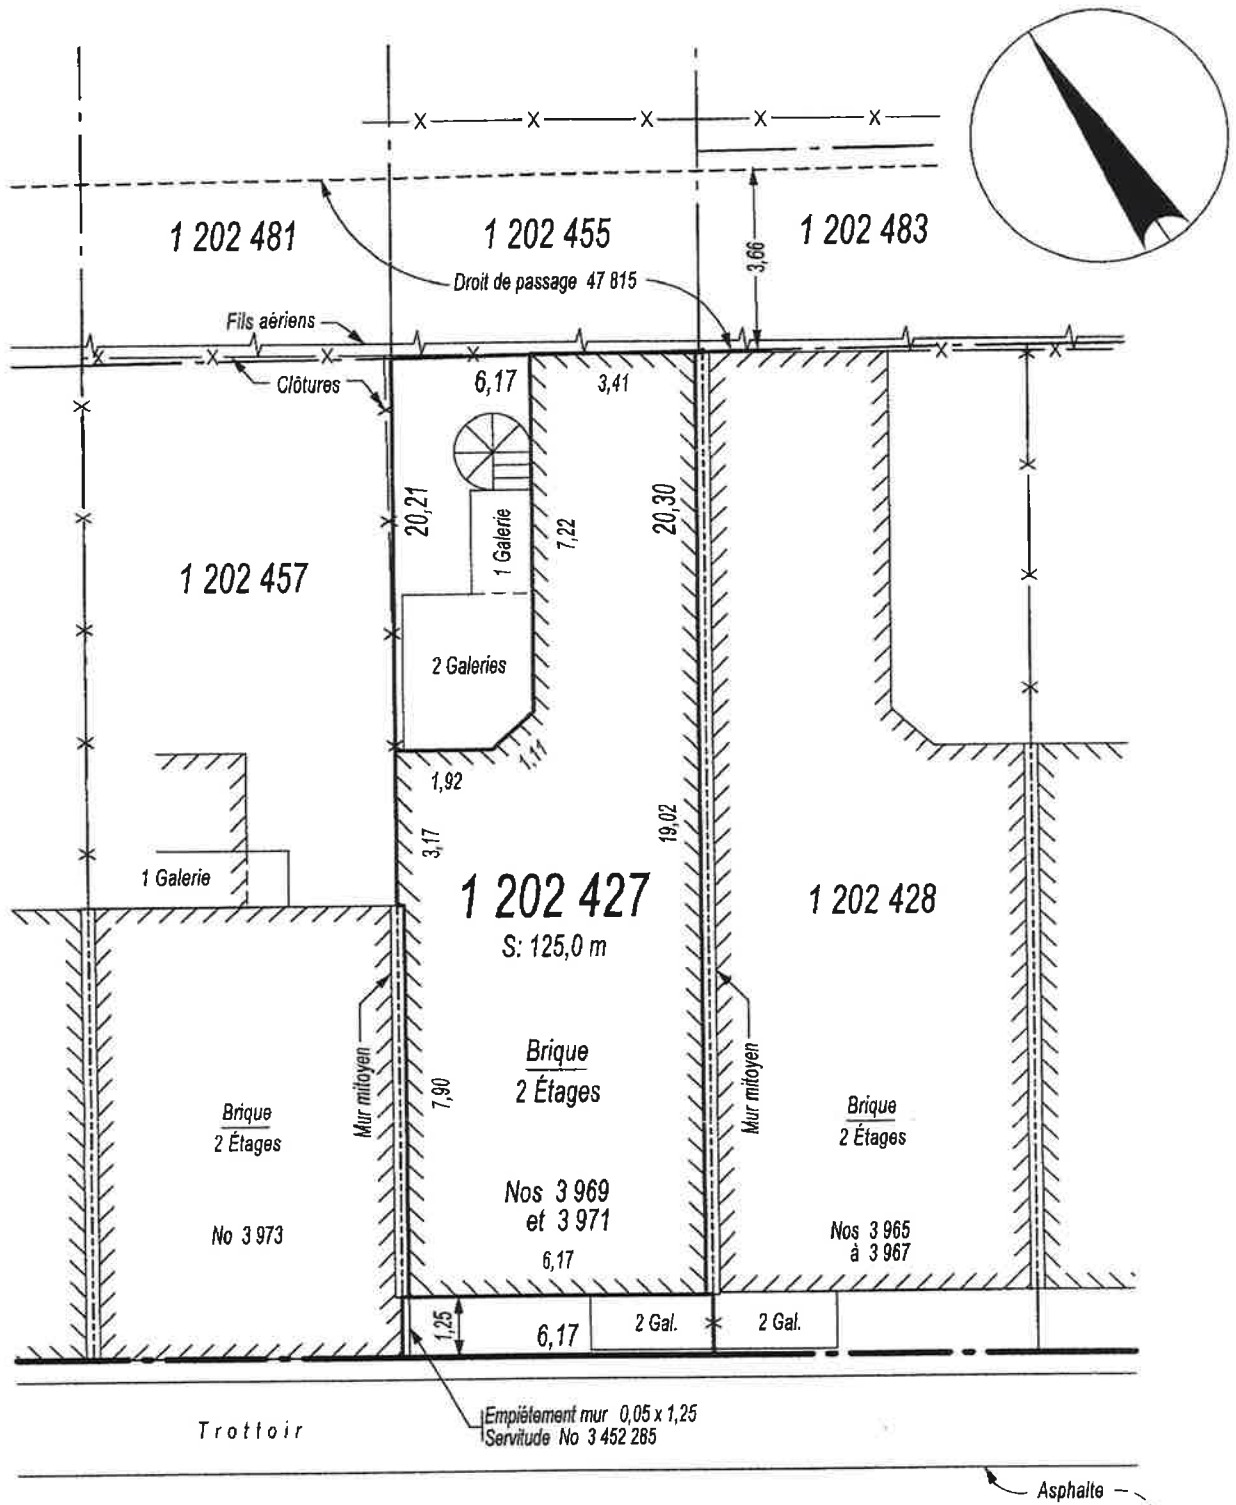 1 202 481
1 202 455
1 202 483
3,66
Droit de passage 47 815
Fils aériens
Clôtures
6,17
3,41
20,21
1 Galerie
7,22
20,30
1 202 457
2 Galeries
1,11
1,92
3,17
19,02
1 Galerie
1 202 427
S: 125,0 m
1 202 428
Mur mitoyen
Brique
2 Étages
Mur mitoyen
7,90
Brique
2 Étages
Brique
2 Étages
Nos 3 969
et 3 971
No 3 973
Nos 3 965
à 3 967
6,17
1,25
6,17
2 Gal.
2 Gal.
Empiètement mur 0,05 x 1,25
Servitude No 3 452 285
Trottoir
Asphalte